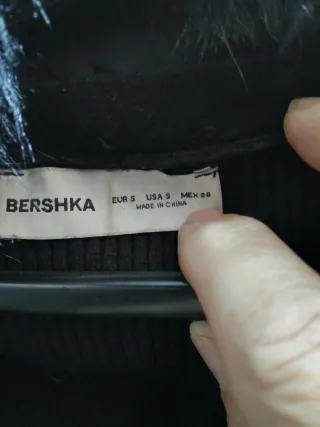 BERSHKA
EUR S USA S MEX 26
MADE IN CHINA